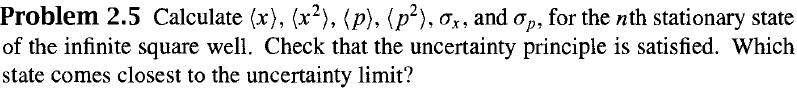 Problem 2.5 Calculate ⟨x⟩, ⟨x²⟩, ⟨p⟩, ⟨p²⟩, σₓ, and σₚ, for the nth stationary state
of the infinite square well. Check that the uncertainty principle is satisfied. Which
state comes closest to the uncertainty limit?